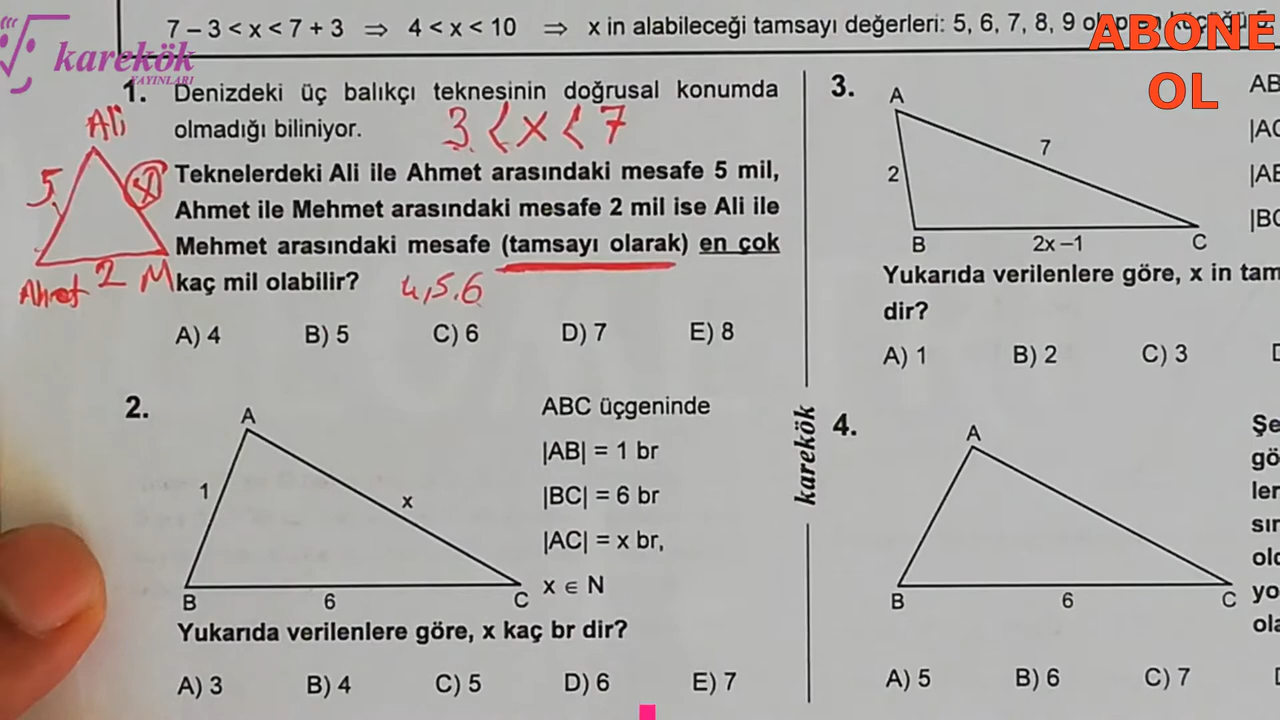 7 – 3 < x < 7 + 3 ⇒ 4 < x < 10 ⇒ x in alabileceği tamsayı değerleri: 5, 6, 7, 8, 9
ABONE
OL
karekök
YAYINLARI
1. Denizdeki üç balıkçı teknesinin doğrusal konumda
olmadığı biliniyor.
3 < x < 7
Ali
5
x
Ahmet 2 M
Teknelerdeki Ali ile Ahmet arasındaki mesafe 5 mil,
Ahmet ile Mehmet arasındaki mesafe 2 mil ise Ali ile
Mehmet arasındaki mesafe (tamsayı olarak) en çok
kaç mil olabilir?
4,5,6
A) 4 B) 5 C) 6 D) 7 E) 8
2.
A
1
x
B 6 C
ABC üçgeninde
|AB| = 1 br
|BC| = 6 br
|AC| = x br,
x ∈ N
Yukarıda verilenlere göre, x kaç br dir?
A) 3 B) 4 C) 5 D) 6 E) 7
karekök
3.
A
7
2
B 2x –1 C
Yukarıda verilenlere göre, x in
dir?
A) 1 B) 2 C) 3
4.
A
B 6 C
A) 5 B) 6 C) 7